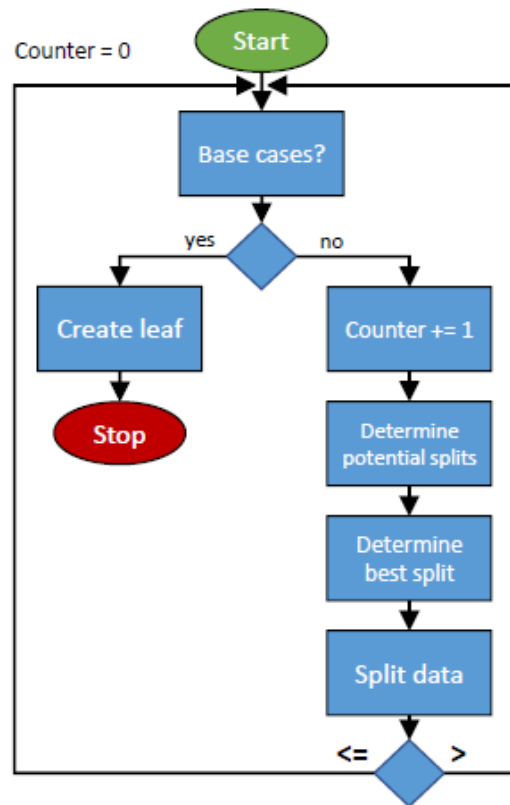 Start
Counter = 0
Base cases?
yes
no
Create leaf
Counter += 1
Stop
Determine
potential splits
Determine
best split
Split data
<=
>